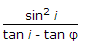 sin² i
tan i - tan φ